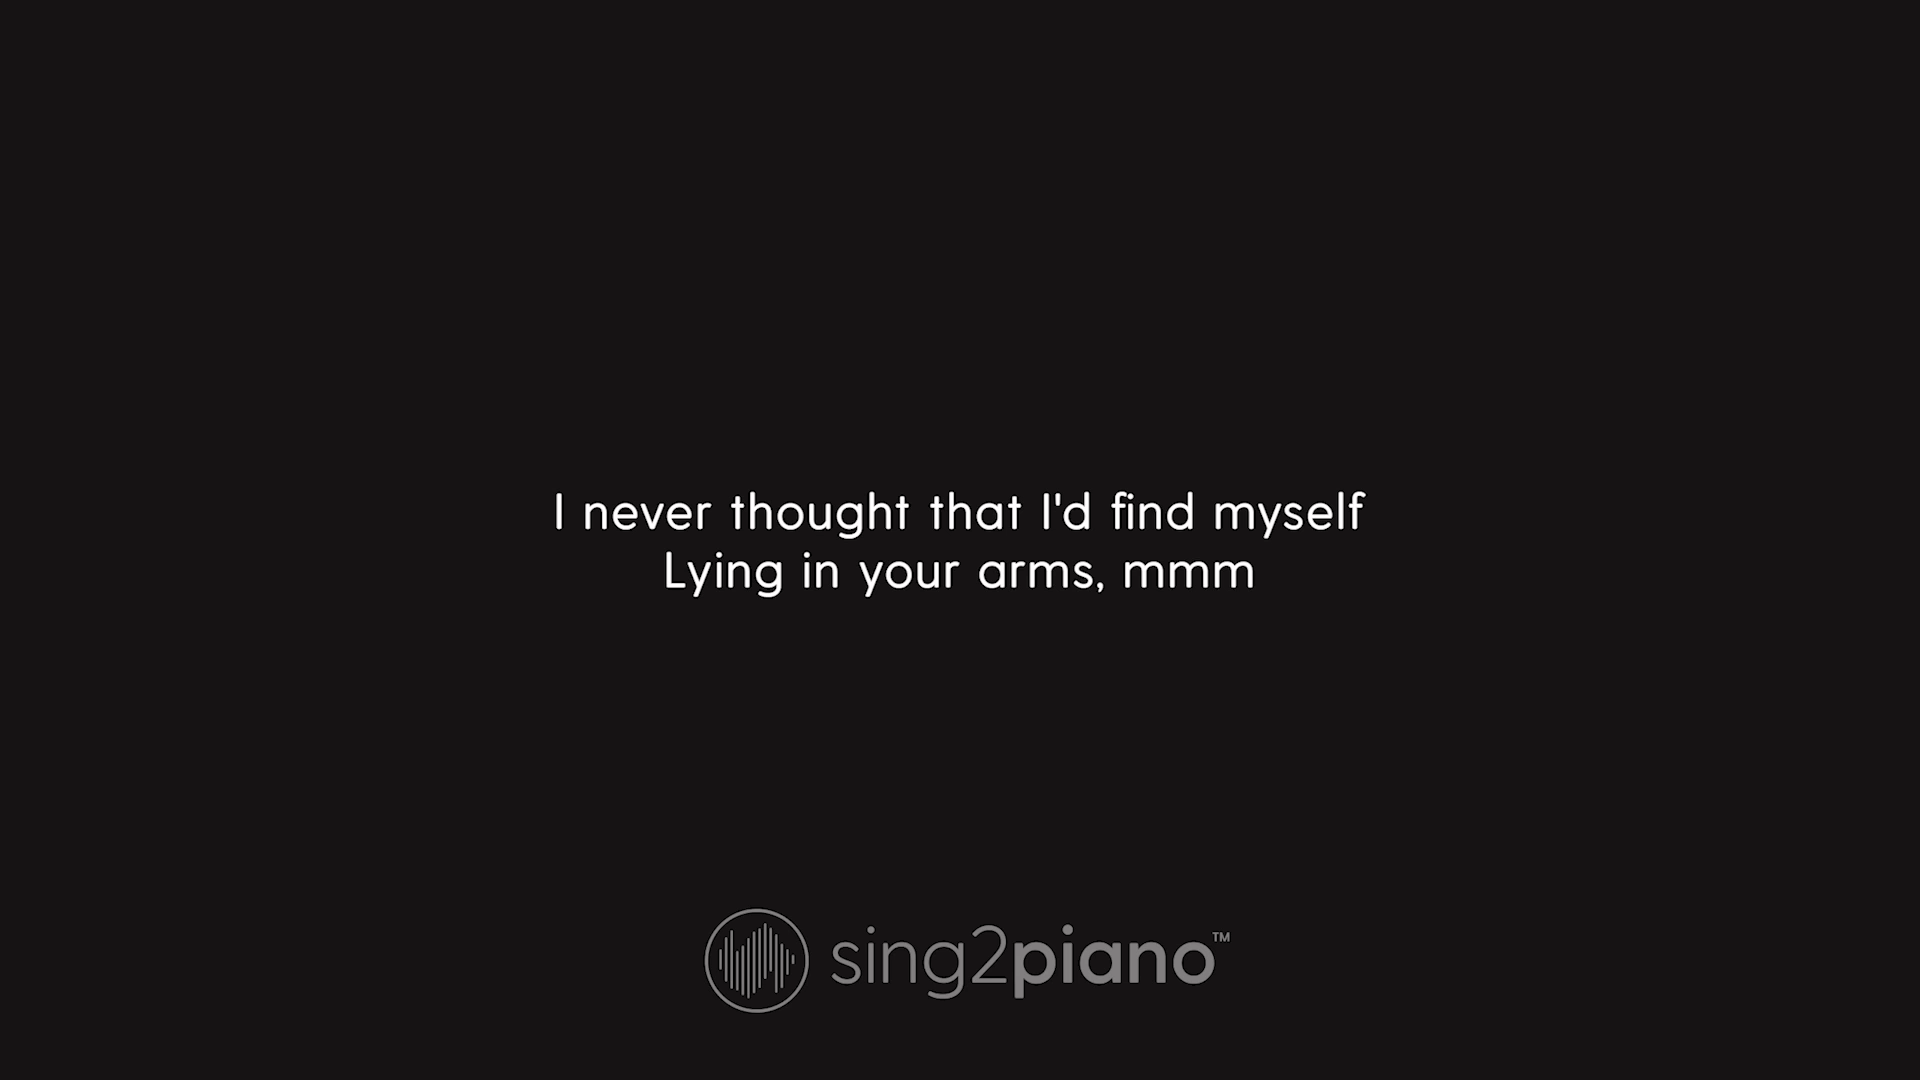 I never thought that I'd find myself
Lying in your arms, mmm
sing2piano™